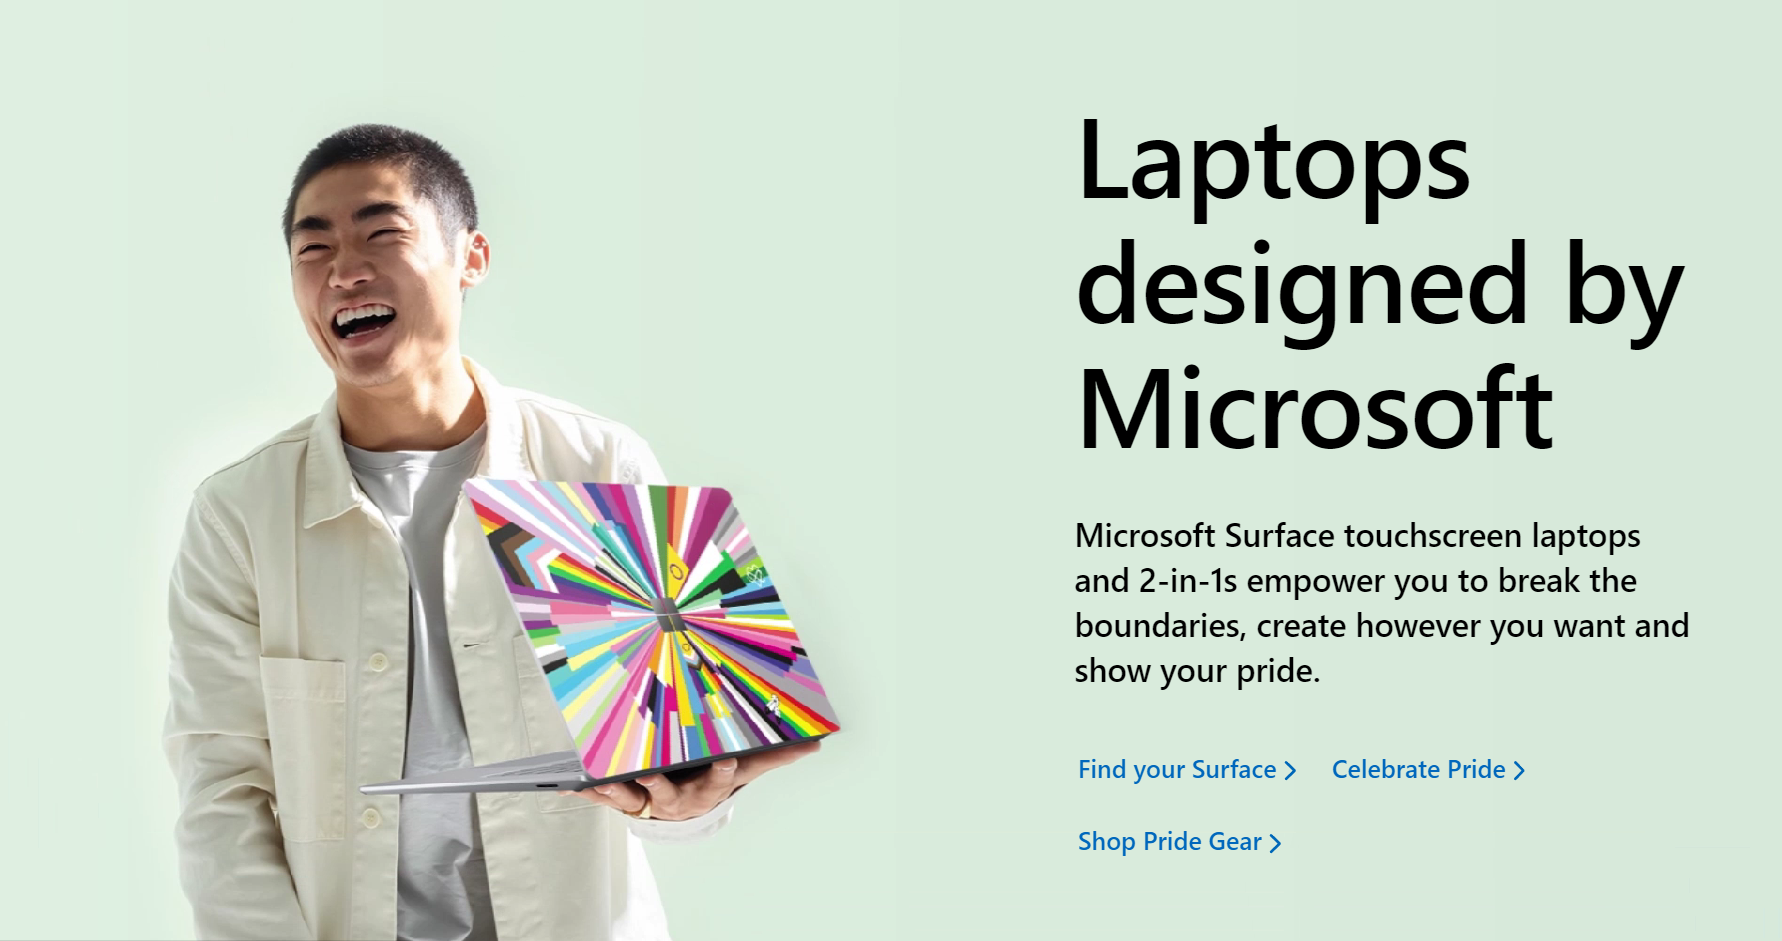 Laptops
designed by
Microsoft
Microsoft Surface touchscreen laptops
and 2-in-1s empower you to break the
boundaries, create however you want and
show your pride.
Find your Surface
Celebrate Pride
Shop Pride Gear